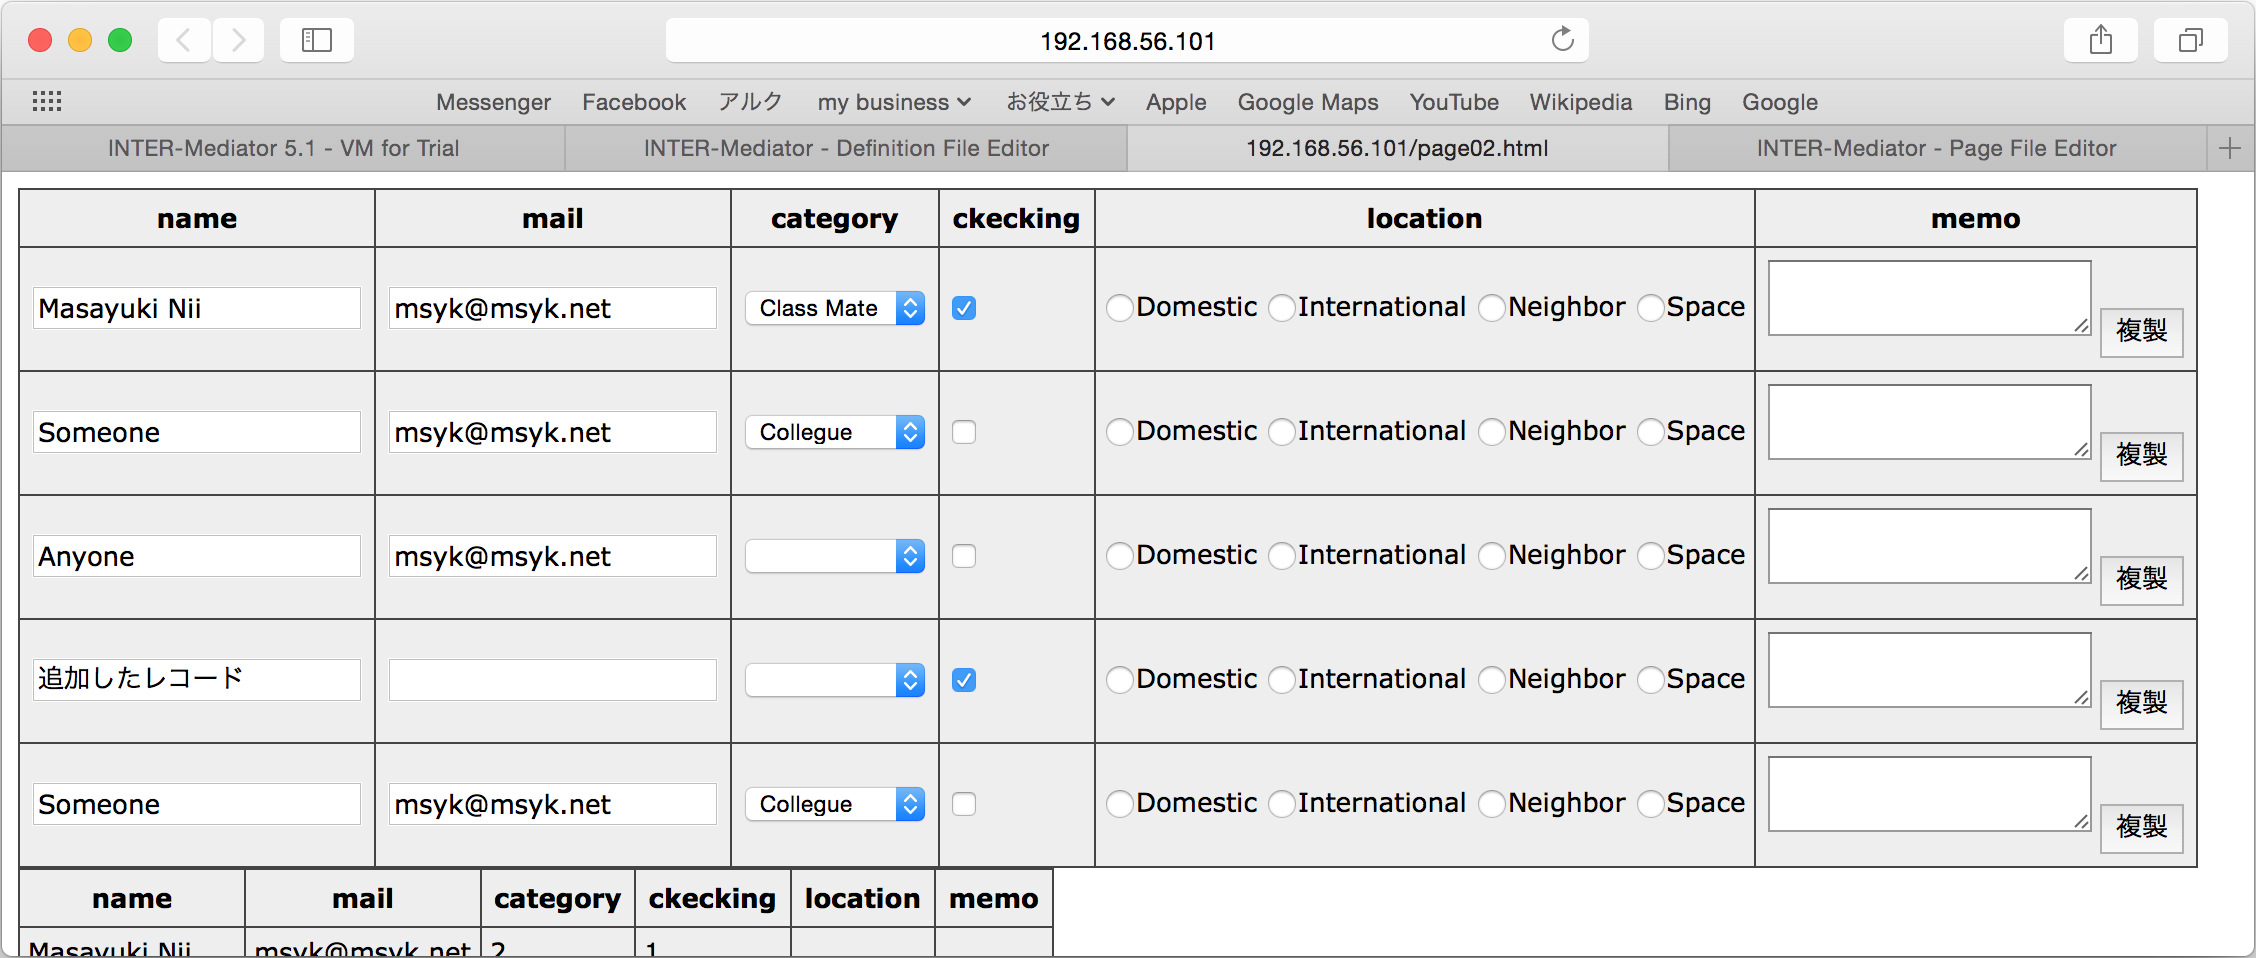 192.168.56.101
Messenger Facebook アルク my business お役立ち Apple Google Maps YouTube Wikipedia Bing Google
INTER-Mediator 5.1 - VM for Trial INTER-Mediator - Definition File Editor 192.168.56.101/page02.html INTER-Mediator - Page File Editor
name mail category ckecking location memo
Masayuki Nii msyk@msyk.net Class Mate Domestic International Neighbor Space 複製
Someone msyk@msyk.net Collegue Domestic International Neighbor Space 複製
Anyone msyk@msyk.net Domestic International Neighbor Space 複製
追加したレコード Domestic International Neighbor Space 複製
Someone msyk@msyk.net Collegue Domestic International Neighbor Space 複製
name mail category ckecking location memo
Masayuki Nii msyk@msyk.net 2 1